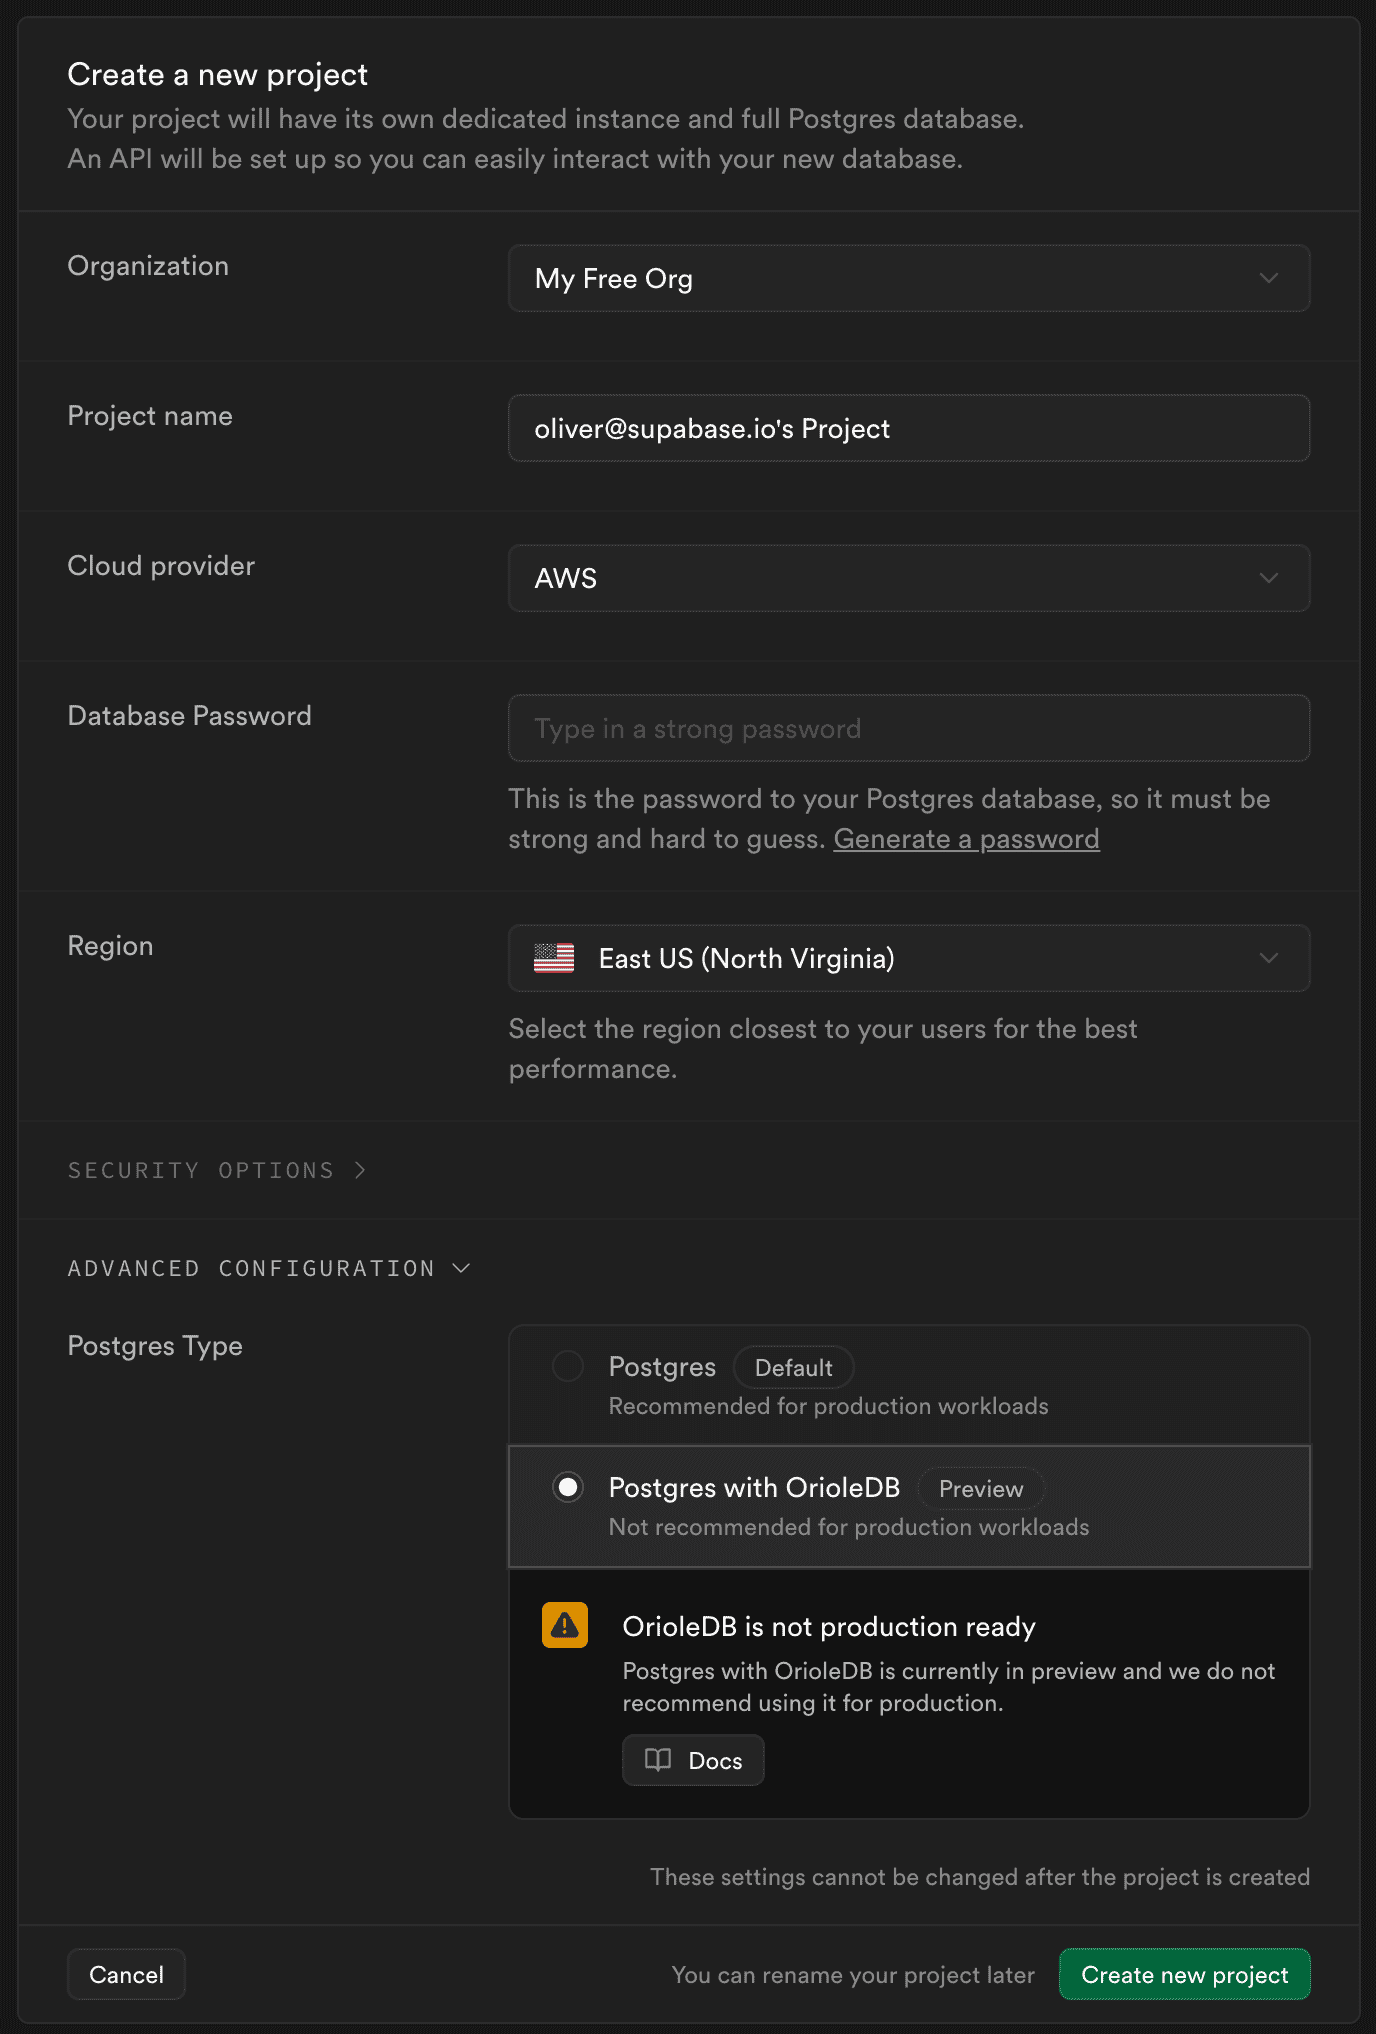 Create a new project
Your project will have its own dedicated instance and full Postgres database.
An API will be set up so you can easily interact with your new database.
Organization
My Free Org
Project name
oliver@supabase.io's Project
Cloud provider
AWS
Database Password
Type in a strong password
This is the password to your Postgres database, so it must be
strong and hard to guess. Generate a password
Region
East US (North Virginia)
Select the region closest to your users for the best
performance.
SECURITY OPTIONS
ADVANCED CONFIGURATION
Postgres Type
Postgres Default
Recommended for production workloads
Postgres with OrioleDB Preview
Not recommended for production workloads
OrioleDB is not production ready
Postgres with OrioleDB is currently in preview and we do not
recommend using it for production.
Docs
These settings cannot be changed after the project is created
Cancel
You can rename your project later
Create new project